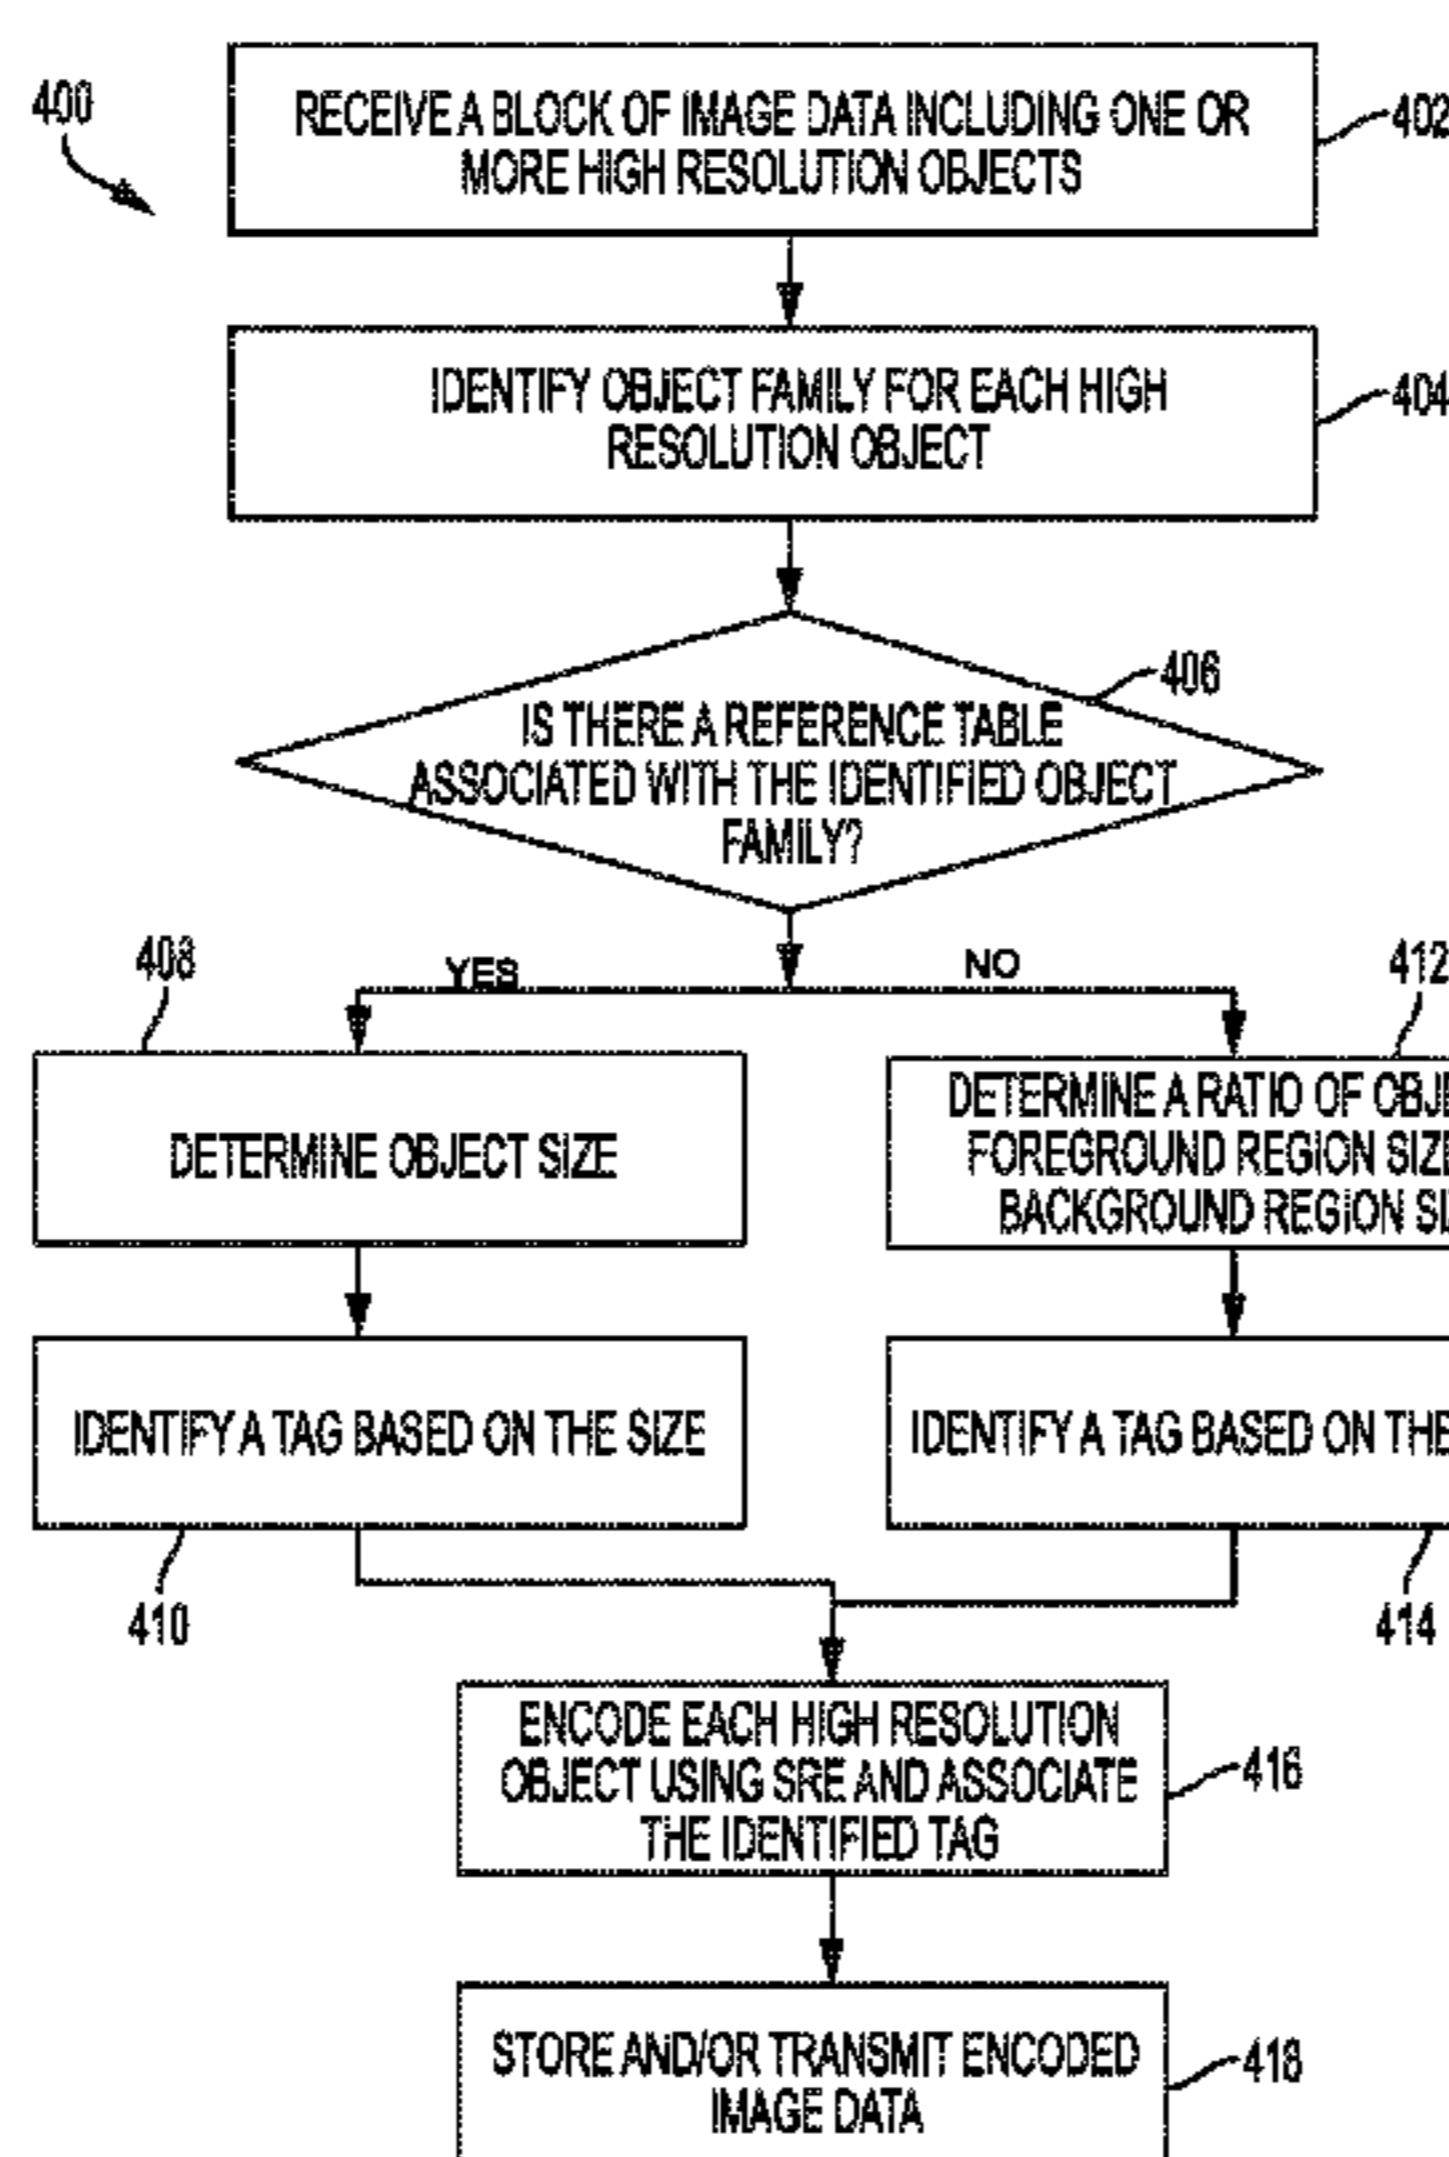 400
RECEIVE A BLOCK OF IMAGE DATA INCLUDING ONE OR
MORE HIGH RESOLUTION OBJECTS
402
IDENTIFY OBJECT FAMILY FOR EACH HIGH
RESOLUTION OBJECT
404
406
IS THERE A REFERENCE TABLE
ASSOCIATED WITH THE IDENTIFIED OBJECT
FAMILY?
408
YES
NO
412
DETERMINE OBJECT SIZE
DETERMINE A RATIO OF
FOREGROUND REGION
BACKGROUND REGION
IDENTIFY A TAG BASED ON THE SIZE
IDENTIFY A TAG BASED ON THE
410
414
ENCODE EACH HIGH RESOLUTION
OBJECT USING SRE AND ASSOCIATE
THE IDENTIFIED TAG
416
STORE AND/OR TRANSMIT ENCODED
IMAGE DATA
418